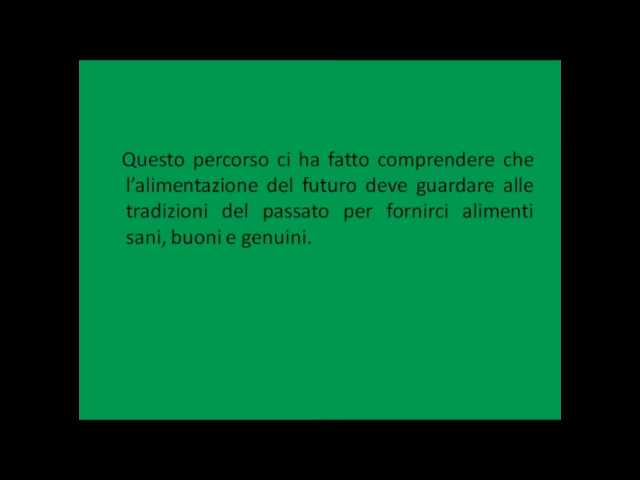 Questo percorso ci ha fatto comprendere che
l’alimentazione del futuro deve guardare alle
tradizioni del passato per fornirci alimenti
sani, buoni e genuini.